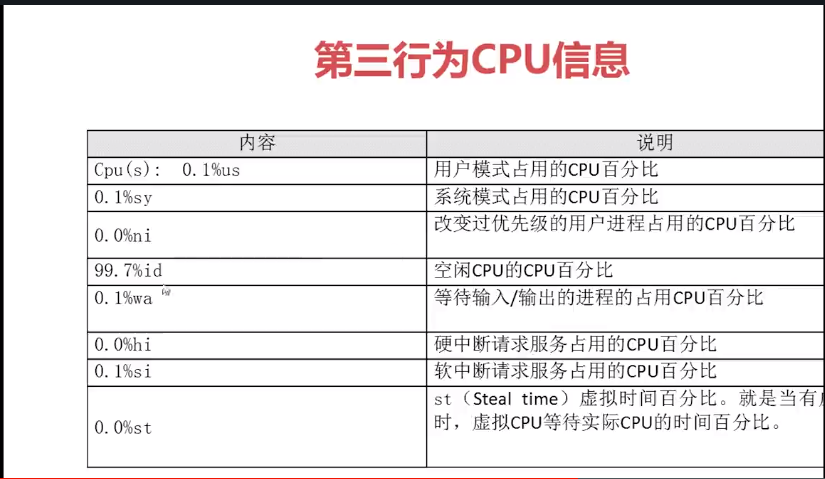 第三行为CPU信息
内容 说明
Cpu(s): 0.1%us 用户模式占用的CPU百分比
0.1%sy 系统模式占用的CPU百分比
0.0%ni 改变过优先级的用户进程占用的CPU百分比
99.7%id 空闲CPU的CPU百分比
0.1%wa 等待输入/输出的进程的占用CPU百分比
0.0%hi 硬中断请求服务占用的CPU百分比
0.1%si 软中断请求服务占用的CPU百分比
0.0%st st（Steal time）虚拟时间百分比。就是当有
时，虚拟CPU等待实际CPU的时间百分比。